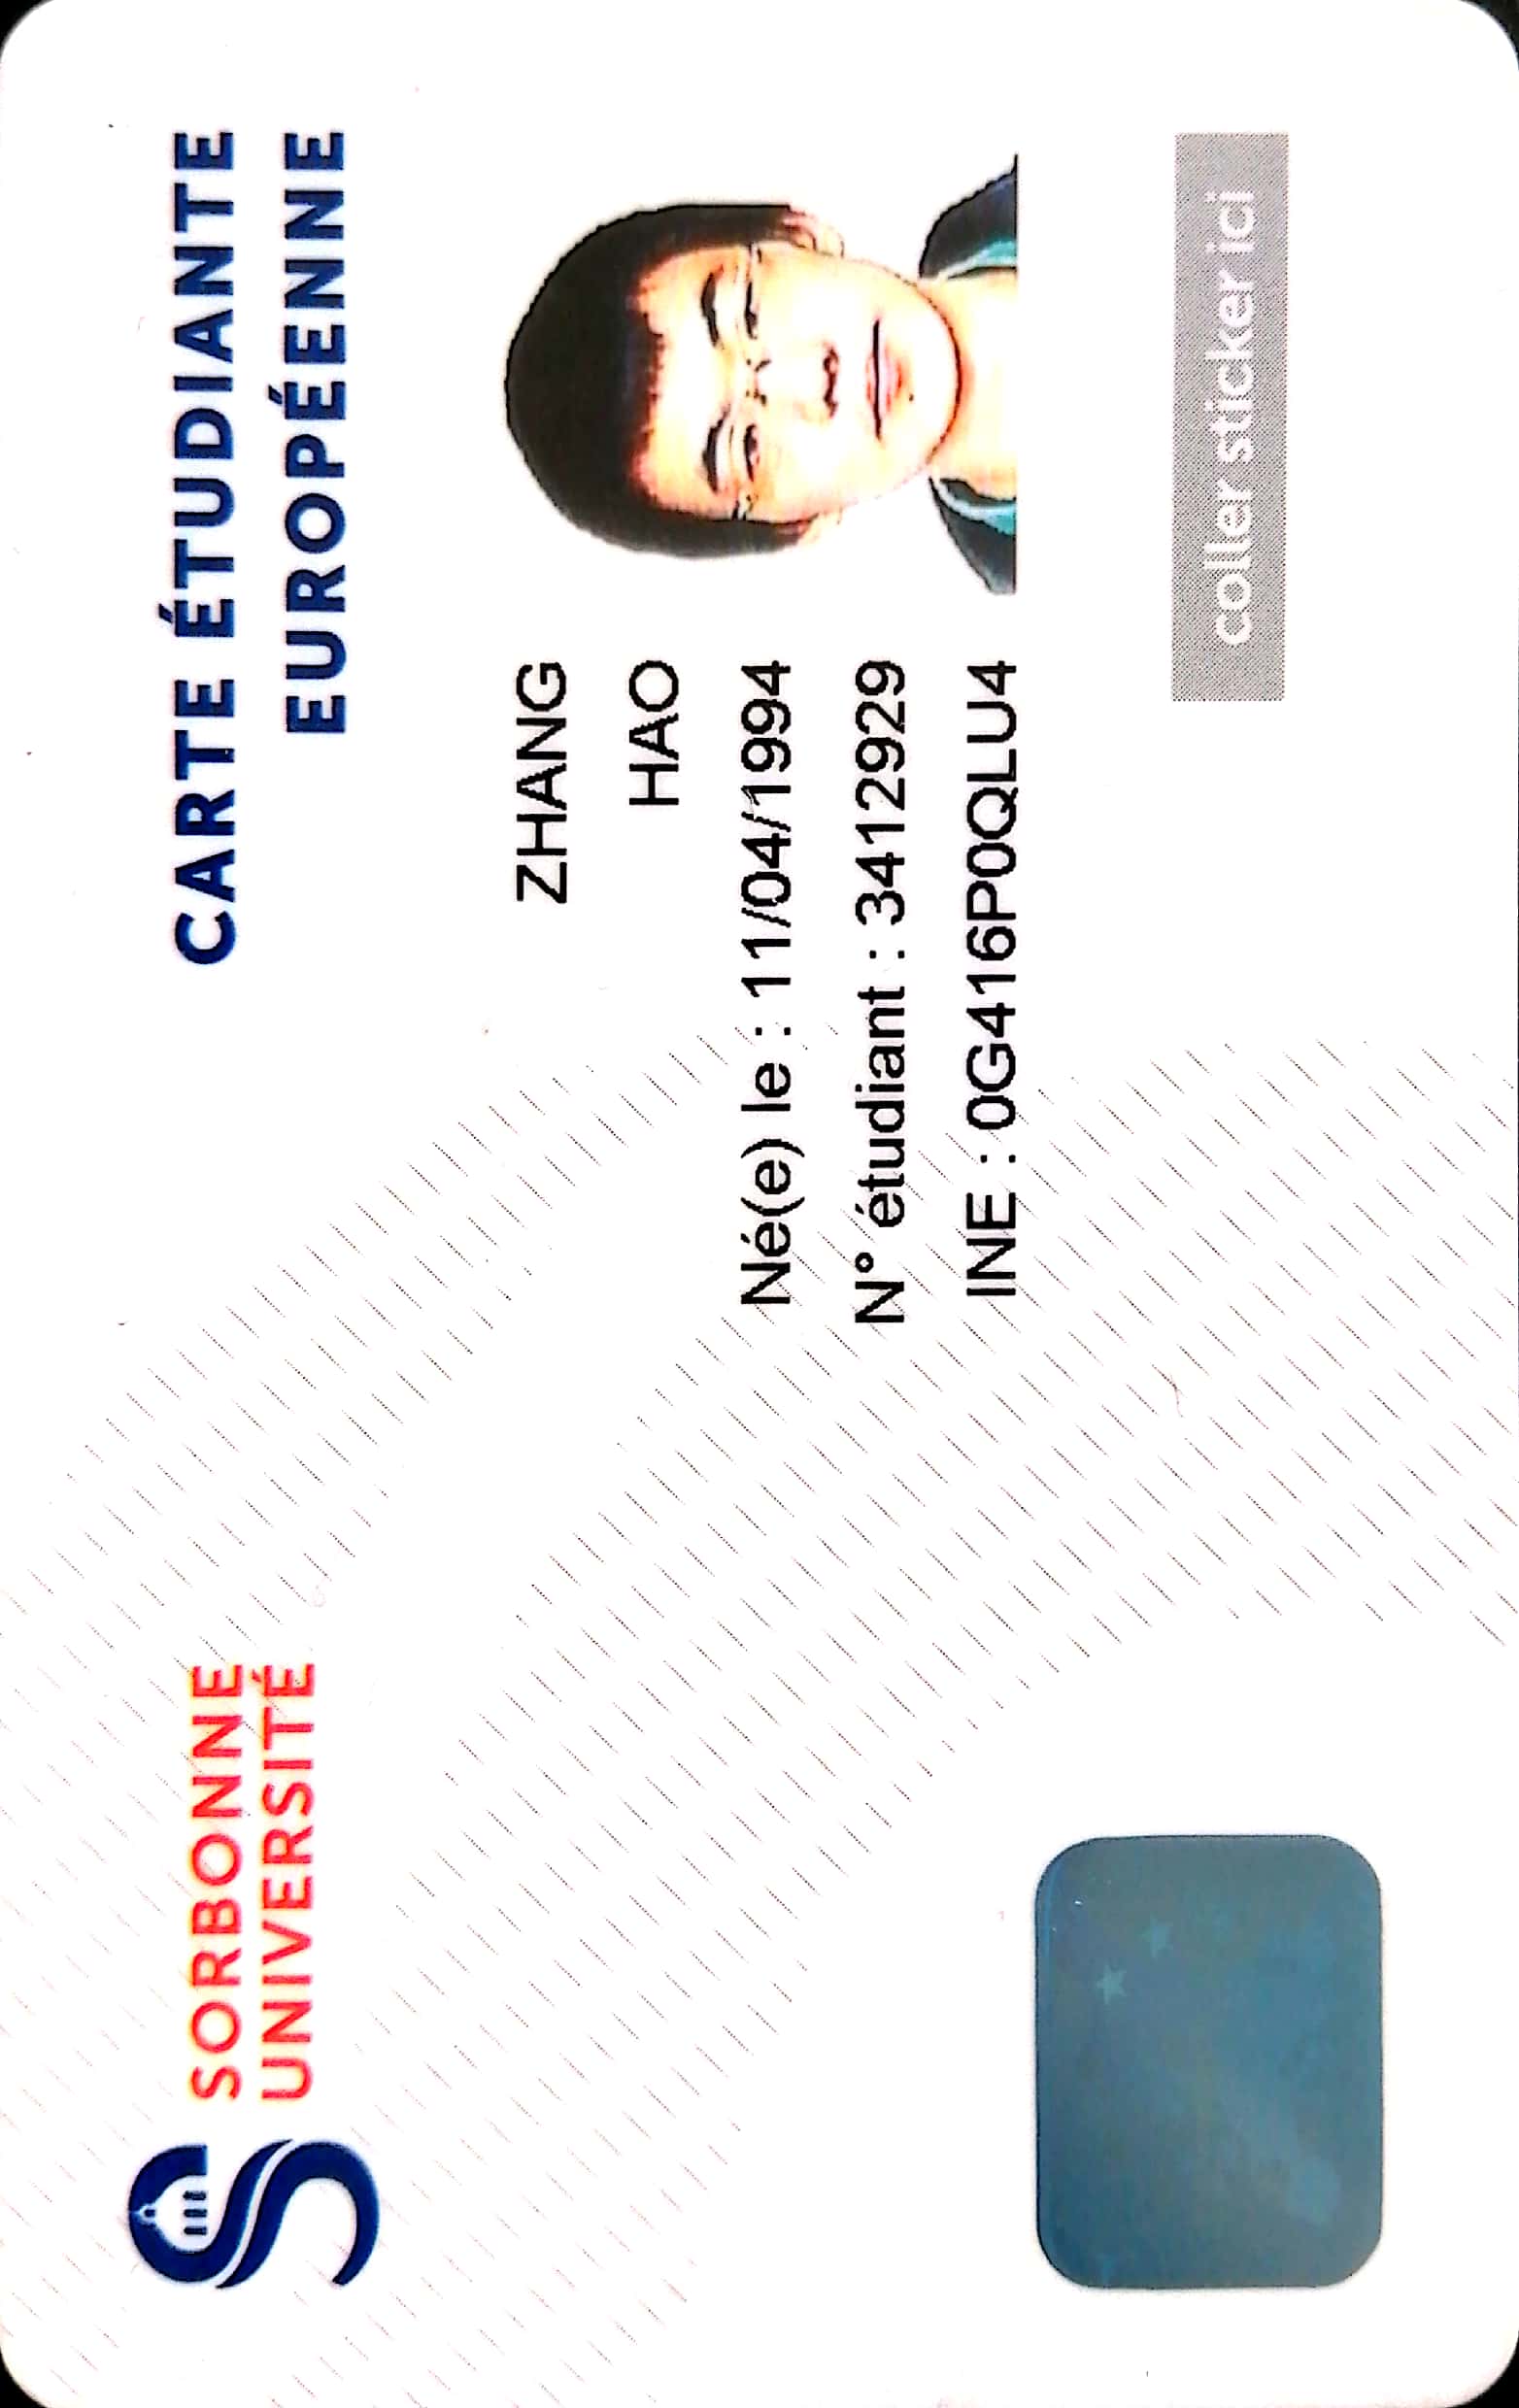 SORBONNE
UNIVERSITÉ
CARTE ÉTUDIANTE
EUROPÉENNE
ZHANG
HAO
Né(e) le : 11/04/1994
N° étudiant : 3412929
INE : 0G416P0QLU4
coller sticker ici